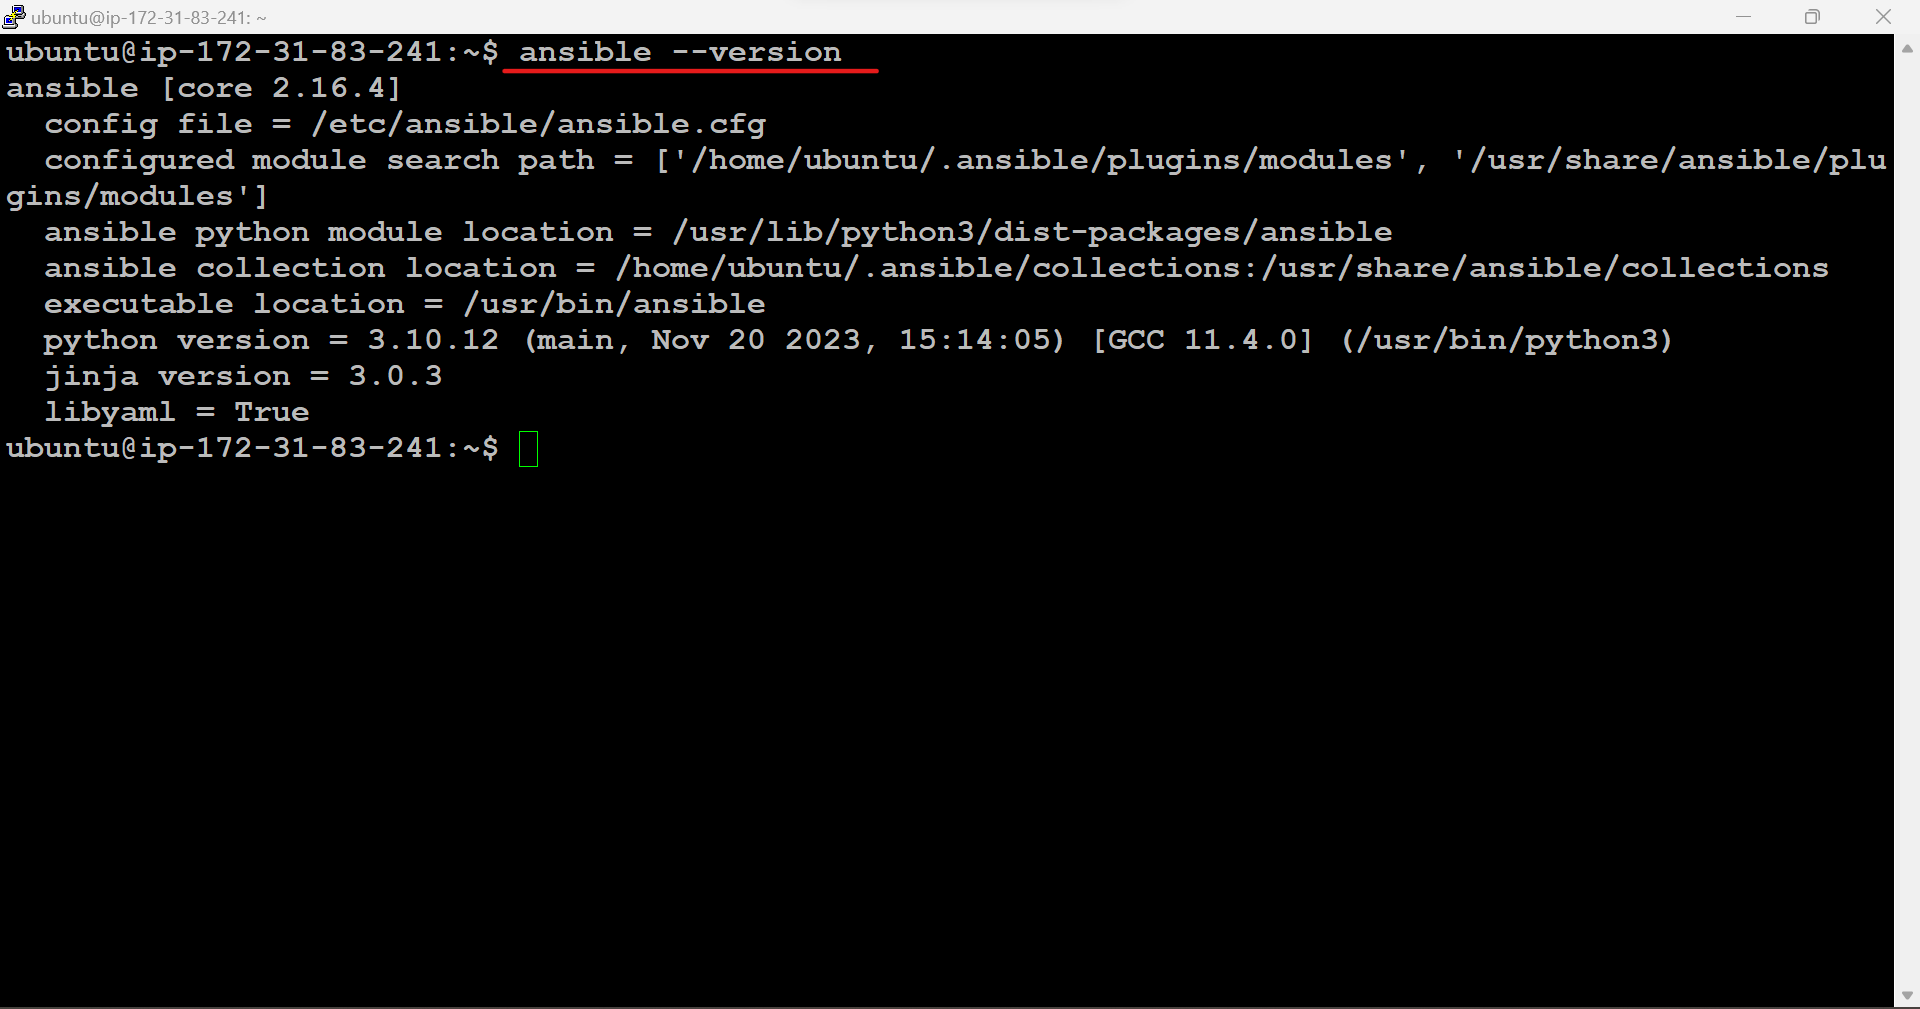 ubuntu@ip-172-31-83-241: ~
ubuntu@ip-172-31-83-241:~$ ansible --version
ansible [core 2.16.4]
  config file = /etc/ansible/ansible.cfg
  configured module search path = ['/home/ubuntu/.ansible/plugins/modules', '/usr/share/ansible/plu
gins/modules']
  ansible python module location = /usr/lib/python3/dist-packages/ansible
  ansible collection location = /home/ubuntu/.ansible/collections:/usr/share/ansible/collections
  executable location = /usr/bin/ansible
  python version = 3.10.12 (main, Nov 20 2023, 15:14:05) [GCC 11.4.0] (/usr/bin/python3)
  jinja version = 3.0.3
  libyaml = True
ubuntu@ip-172-31-83-241:~$